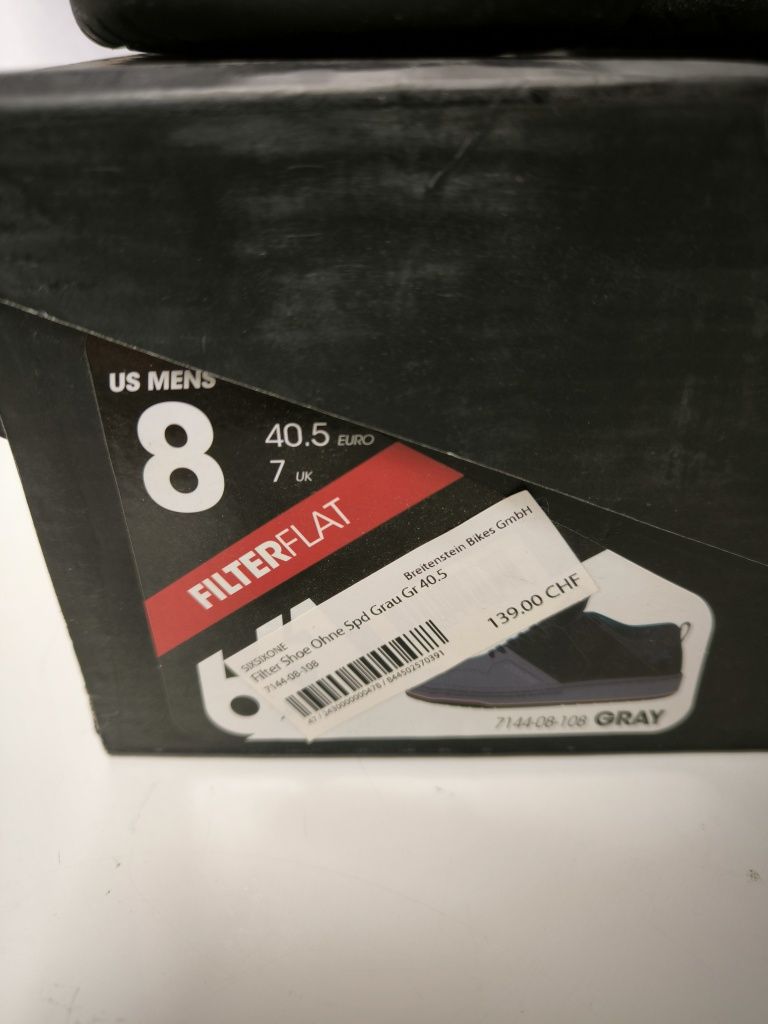 US MENS
8
40.5 EURO
7 UK
FILTERFLAT
Breitenstein Bikes GmbH
SIXSIXONE
Filter Shoe Ohne Spd Grau Gr 40.5
7144-08-108
139.00 CHF
7144-08-108 GRAY